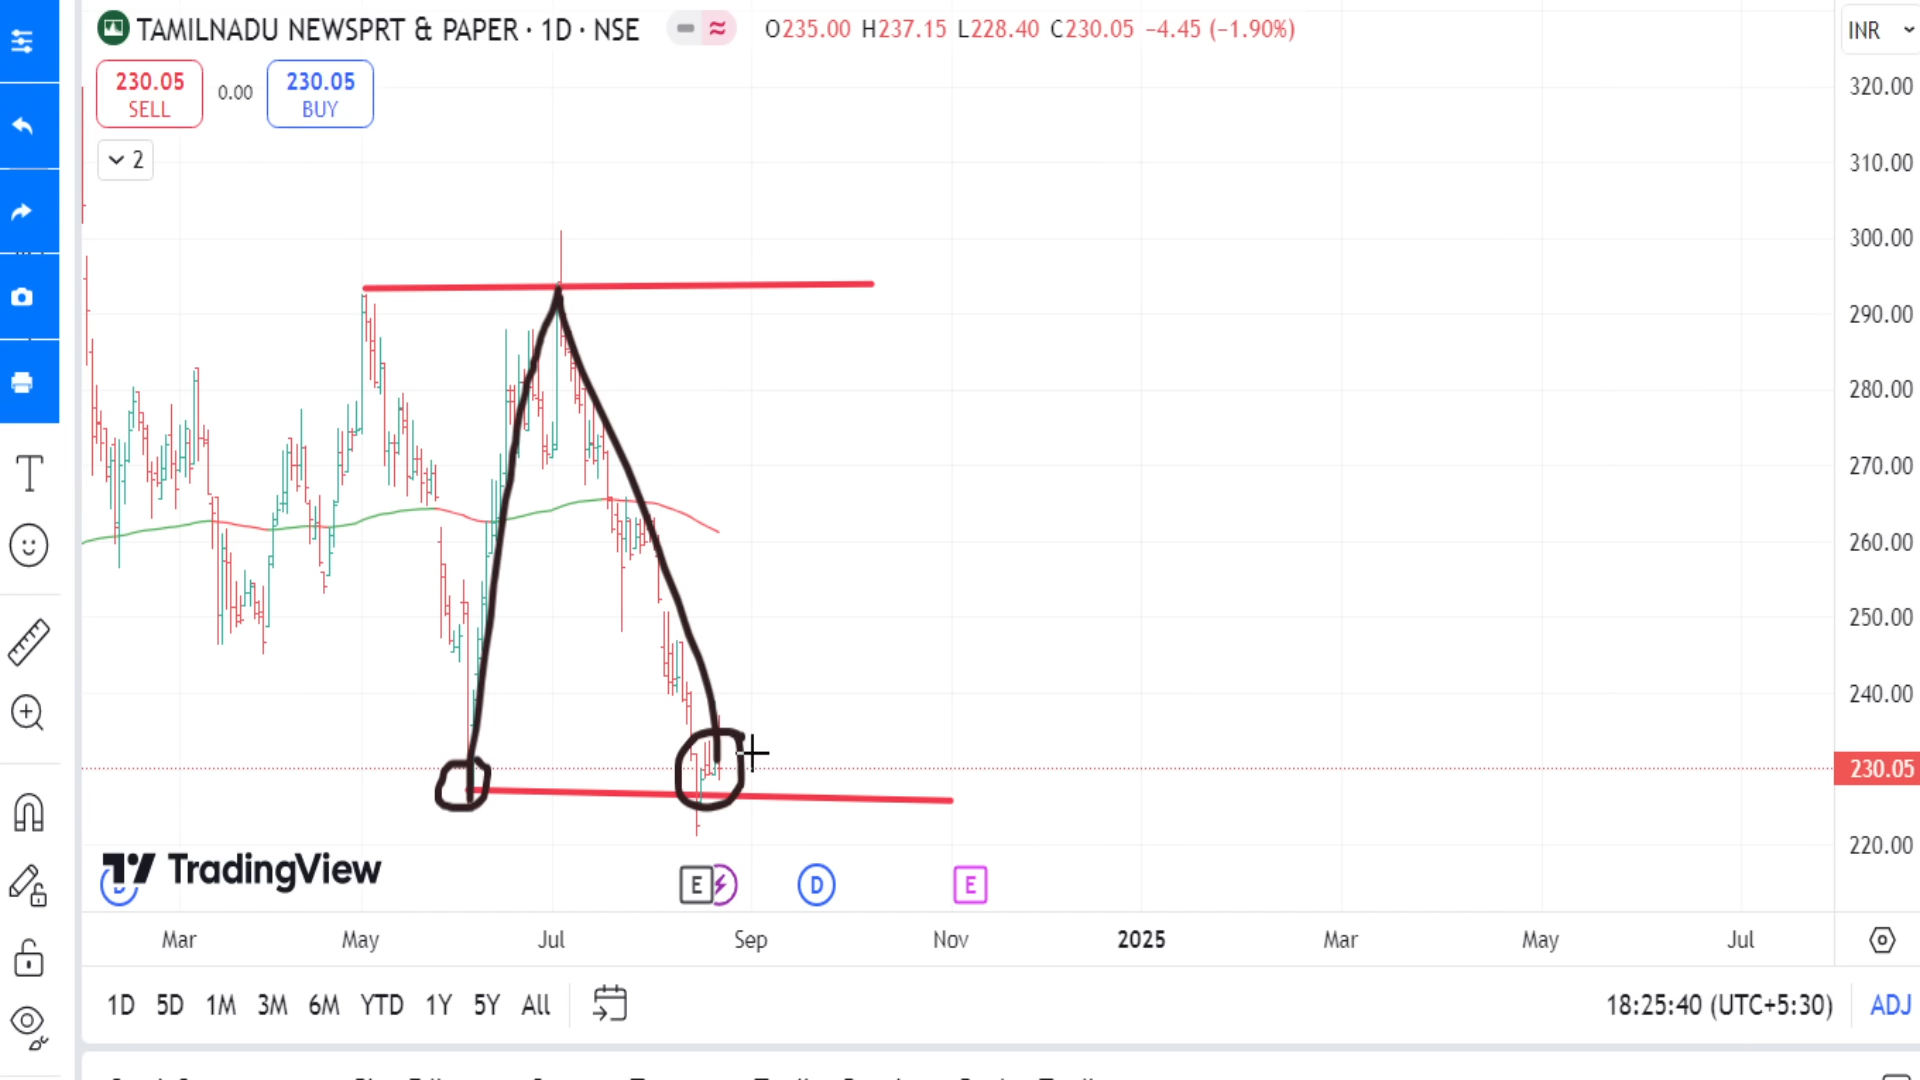 TAMILNADU NEWSPRT & PAPER · 1D · NSE
O235.00 H237.15 L228.40 C230.05 −4.45 (−1.90%)
INR
230.05
SELL
0.00
230.05
BUY
2
320.00
310.00
300.00
290.00
280.00
270.00
260.00
250.00
240.00
230.05
220.00
TradingView
E
D
E
Mar
May
Jul
Sep
Nov
2025
Mar
May
Jul
1D 5D 1M 3M 6M YTD 1Y 5Y All
18:25:40 (UTC+5:30)
ADJ